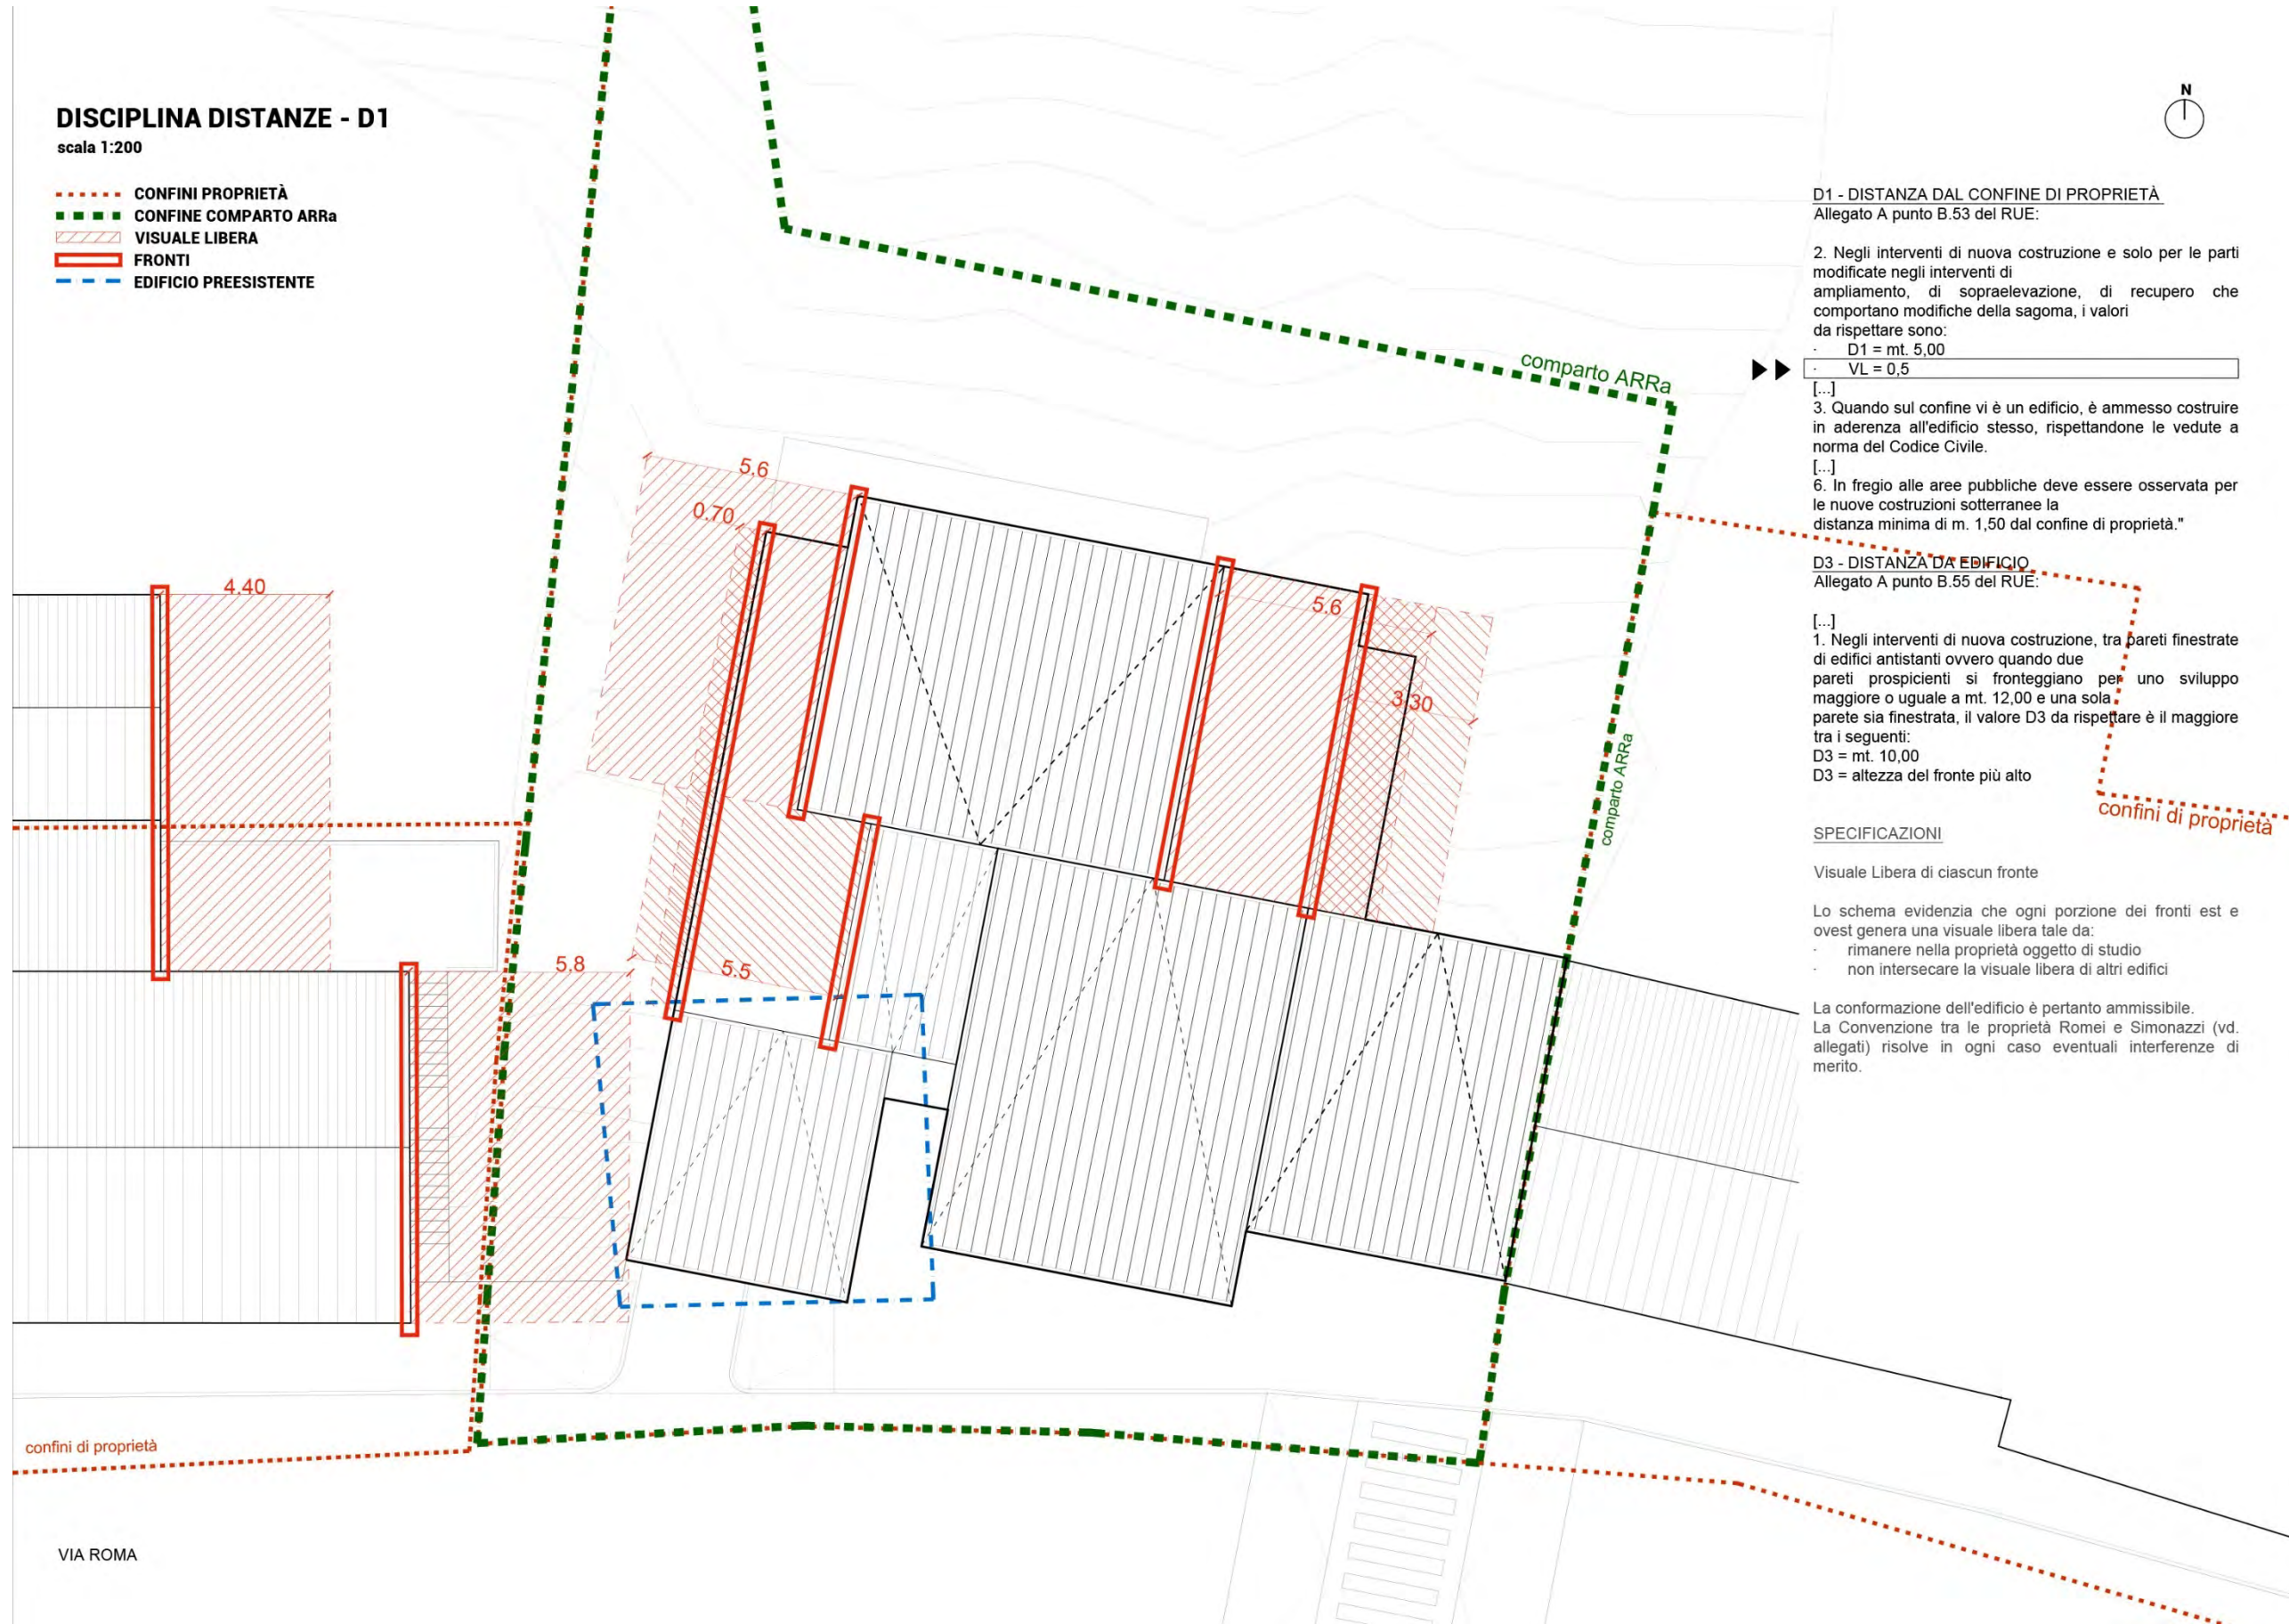 DISCIPLINA DISTANZE - D1
scala 1:200
CONFINI PROPRIETÀ
CONFINE COMPARTO ARRa
VISUALE LIBERA
FRONTI
EDIFICIO PREESISTENTE
N
D1 - DISTANZA DAL CONFINE DI PROPRIETÀ
Allegato A punto B.53 del RUE:
2. Negli interventi di nuova costruzione e solo per le parti
modificate negli interventi di
ampliamento, di sopraelevazione, di recupero che
comportano modifiche della sagoma, i valori
da rispettare sono:
· D1 = mt. 5,00
· VL = 0,5
[...]
3. Quando sul confine vi è un edificio, è ammesso costruire
in aderenza all'edificio stesso, rispettandone le vedute a
norma del Codice Civile.
[...]
6. In fregio alle aree pubbliche deve essere osservata per
le nuove costruzioni sotterranee la
distanza minima di m. 1,50 dal confine di proprietà."
D3 - DISTANZA DA EDIFICIO
Allegato A punto B.55 del RUE:
[...]
1. Negli interventi di nuova costruzione, tra pareti finestrate
di edifici antistanti ovvero quando due
pareti prospicienti si fronteggiano per uno sviluppo
maggiore o uguale a mt. 12,00 e una sola
parete sia finestrata, il valore D3 da rispettare è il maggiore
tra i seguenti:
D3 = mt. 10,00
D3 = altezza del fronte più alto
SPECIFICAZIONI
Visuale Libera di ciascun fronte
Lo schema evidenzia che ogni porzione dei fronti est e
ovest genera una visuale libera tale da:
· rimanere nella proprietà oggetto di studio
· non intersecare la visuale libera di altri edifici
La conformazione dell'edificio è pertanto ammissibile.
La Convenzione tra le proprietà Romei e Simonazzi (vd.
allegati) risolve in ogni caso eventuali interferenze di
merito.
comparto ARRa
5.6
0.70
4.40
5.6
3.30
comparto ARRa
confini di proprietà
5.8
5.5
confini di proprietà
VIA ROMA